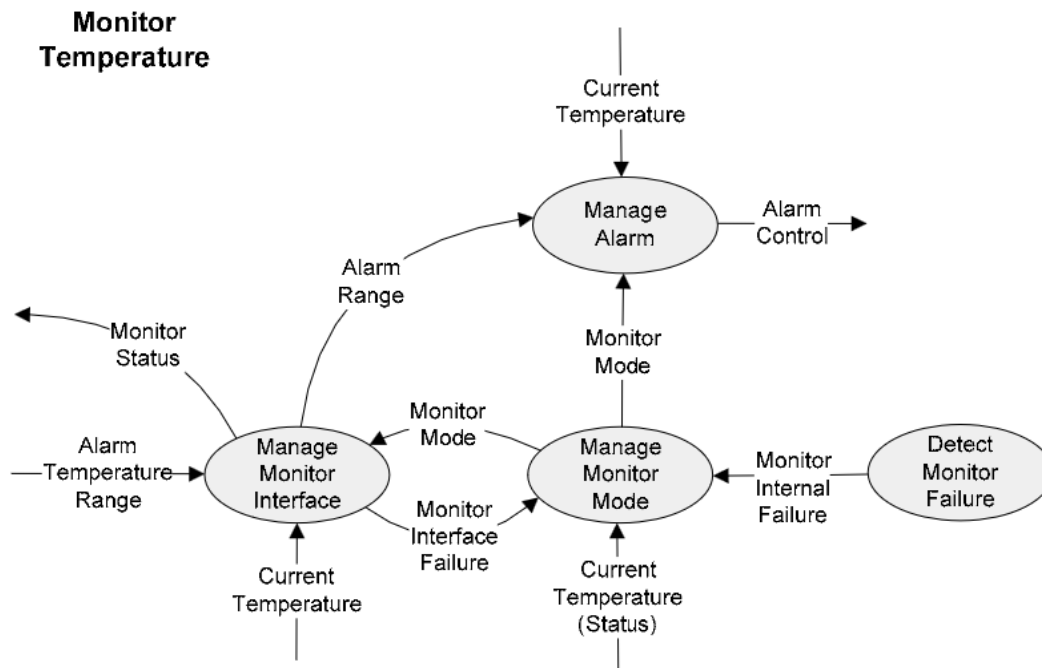 Monitor
Temperature
Current
Temperature
Manage
Alarm
Alarm
Control
Alarm
Range
Monitor
Status
Monitor
Mode
Monitor
Mode
Alarm
Temperature
Range
Manage
Monitor
Interface
Manage
Monitor
Mode
Monitor
Internal
Failure
Detect
Monitor
Failure
Monitor
Interface
Failure
Current
Temperature
Current
Temperature
(Status)